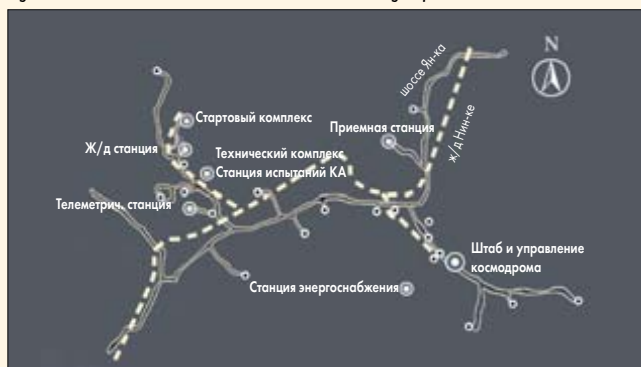 N
шоссе Ян-ка
ж/д Нин-ке
Стартовый комплекс
Приемная станция
Ж/д станция
Технический комплекс
Станция испытаний КА
Телеметрич. станция
Штаб и управление
космодрома
Станция энергоснабжения